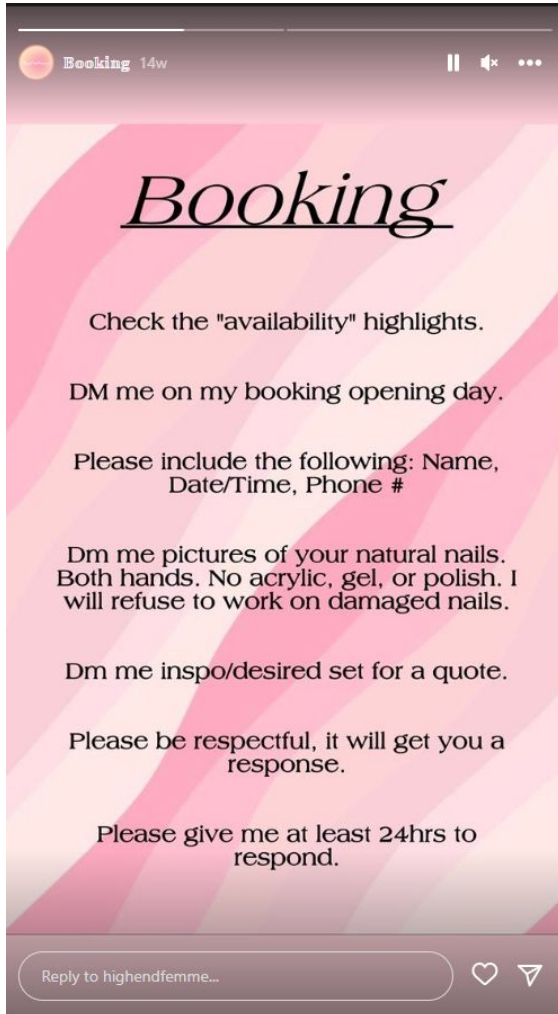 Booking 14w
Booking
Check the "availability" highlights.
DM me on my booking opening day.
Please include the following: Name,
Date/Time, Phone #
Dm me pictures of your natural nails.
Both hands. No acrylic, gel, or polish. I
will refuse to work on damaged nails.
Dm me inspo/desired set for a quote.
Please be respectful, it will get you a
response.
Please give me at least 24hrs to
respond.
Reply to highendfemme...